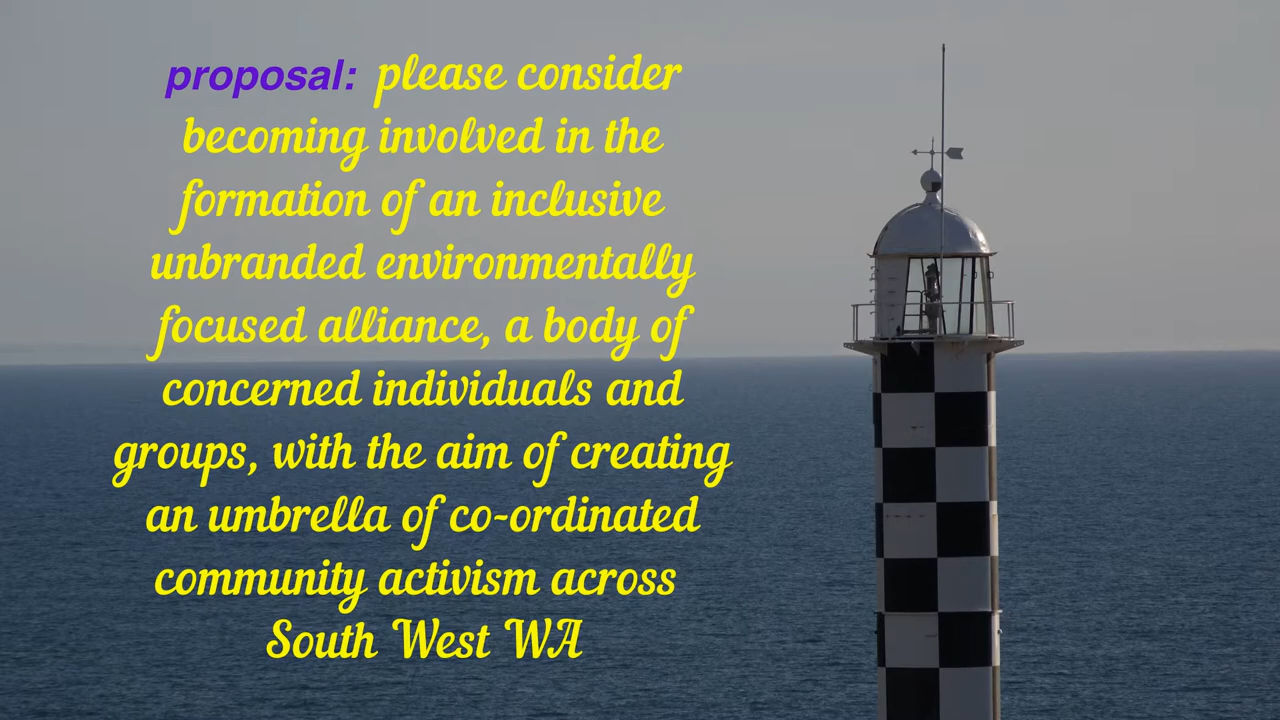 proposal: please consider
becoming involved in the
formation of an inclusive
unbranded environmentally
focused alliance, a body of
concerned individuals and
groups, with the aim of creating
an umbrella of co-ordinated
community activism across
South West WA